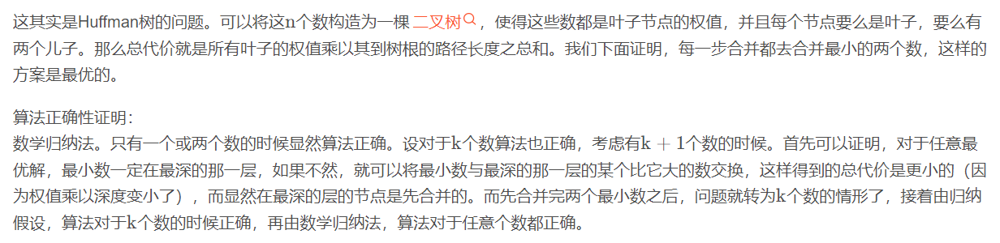 这其实是Huffman树的问题。可以将这n个数构造为一棵 二叉树，使得这些数都是叶子节点的权值，并且每个节点要么是叶子，要么有
两个儿子。那么总代价就是所有叶子的权值乘以其到树根的路径长度之总和。我们下面证明，每一步合并都去合并最小的两个数，这样的
方案是最优的。
算法正确性证明：
数学归纳法。只有一个或两个数的时候显然算法正确。设对于k个数算法也正确，考虑有k + 1个数的时候。首先可以证明，对于任意最
优解，最小数一定在最深的那一层，如果不然，就可以将最小数与最深的那一层的某个比它大的数交换，这样得到的总代价是更小的（因
为权值乘以深度变小了），而显然在最深的层的节点是先合并的。而先合并完两个最小数之后，问题就转为k个数的情形了，接着由归纳
假设，算法对于k个数的时候正确，再由数学归纳法，算法对于任意个数都正确。